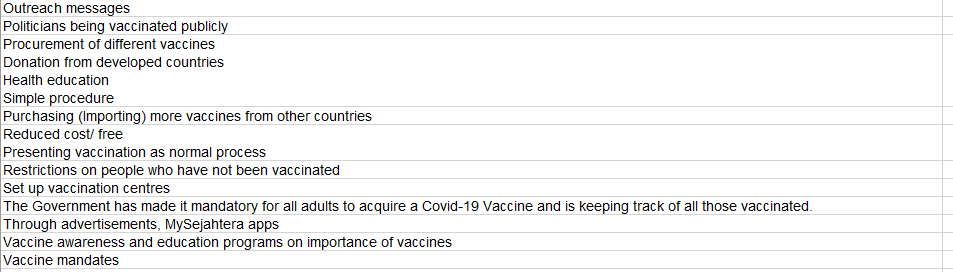 Outreach messages
Politicians being vaccinated publicly
Procurement of different vaccines
Donation from developed countries
Health education
Simple procedure
Purchasing (Importing) more vaccines from other countries
Reduced cost/ free
Presenting vaccination as normal process
Restrictions on people who have not been vaccinated
Set up vaccination centres
The Government has made it mandatory for all adults to acquire a Covid-19 Vaccine and is keeping track of all those vaccinated.
Through advertisements, MySejahtera apps
Vaccine awareness and education programs on importance of vaccines
Vaccine mandates